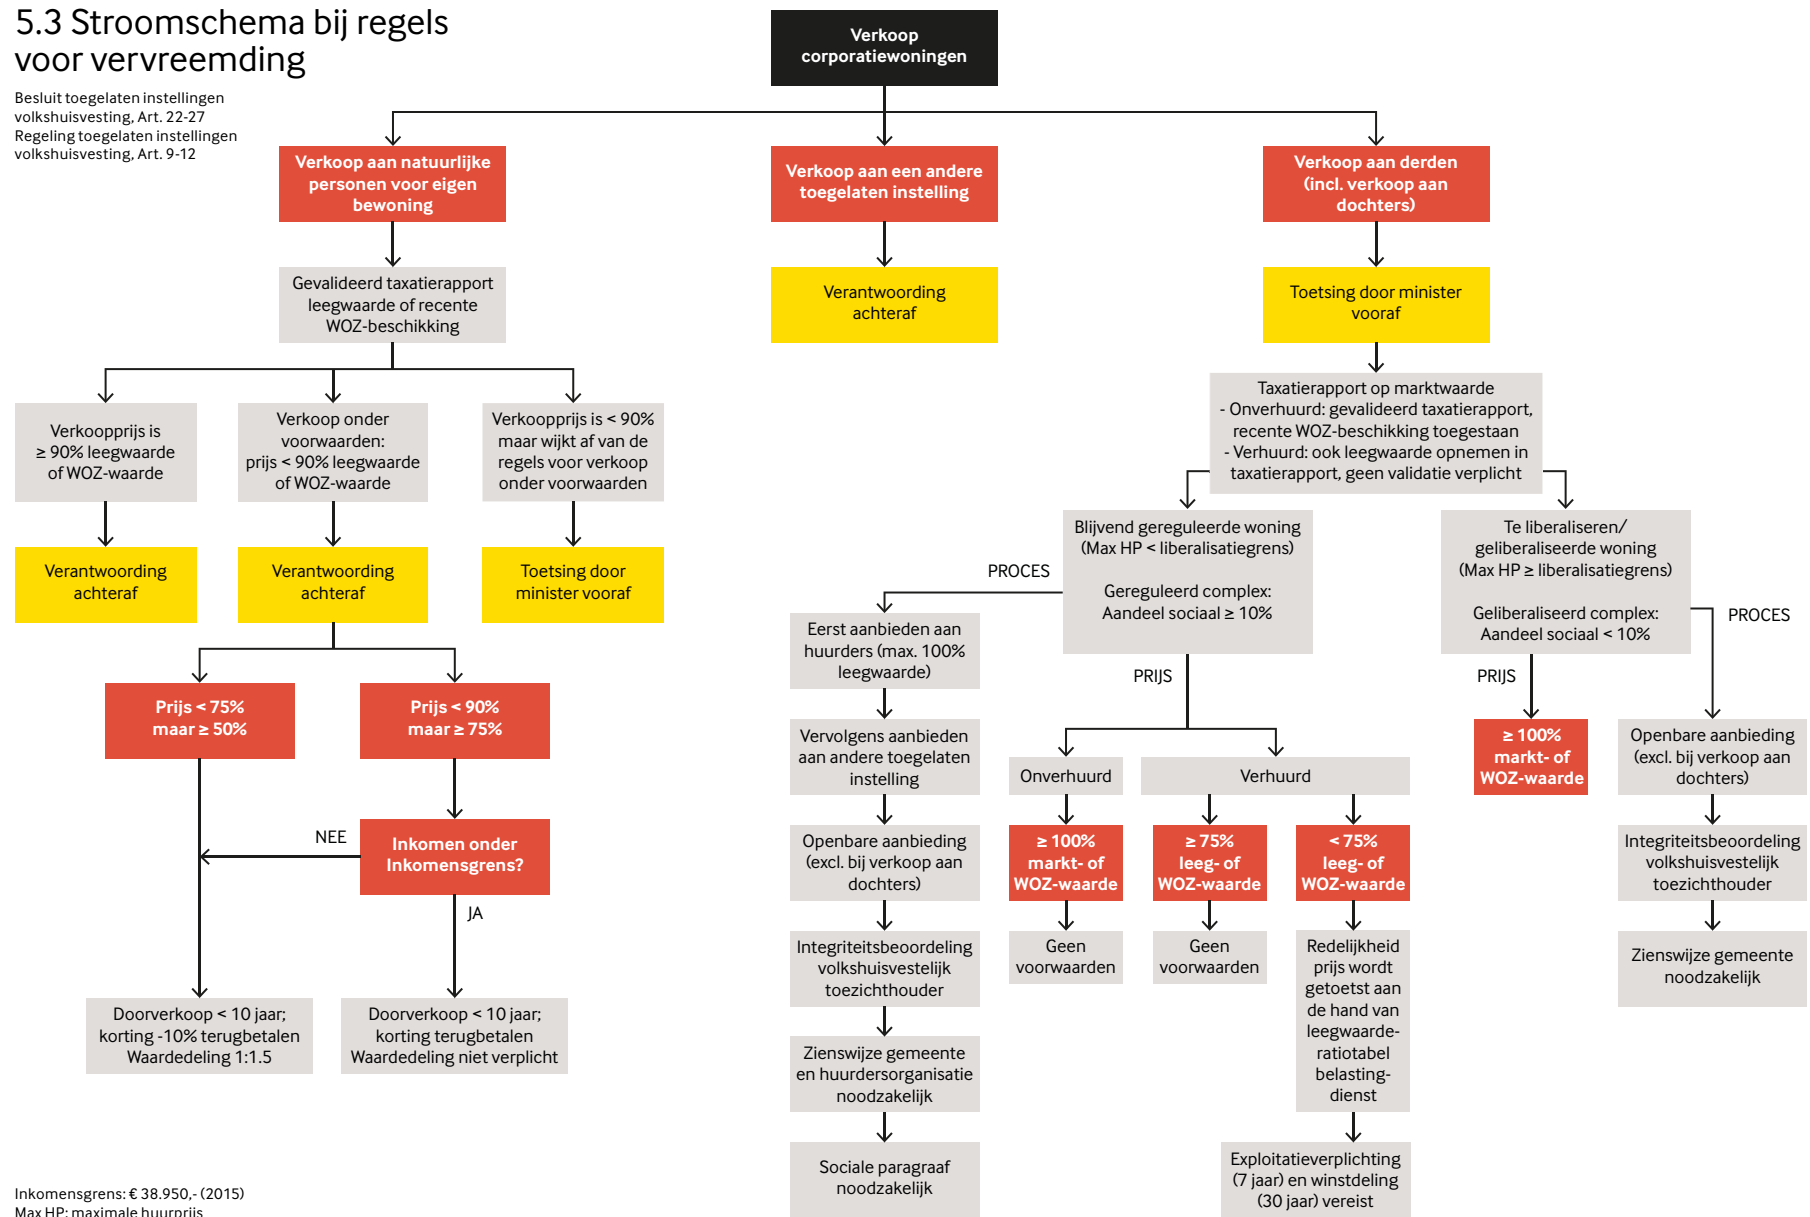 5.3 Stroomschema bij regels
voor vervreemding
Besluit toegelaten instellingen
volkshuisvesting, Art. 22-27
Regeling toegelaten instellingen
volkshuisvesting, Art. 9-12
Verkoop
corporatiewoningen
Verkoop aan natuurlijke
personen voor eigen
bewoning
Verkoop aan een andere
toegelaten instelling
Verkoop aan derden
(incl. verkoop aan
dochters)
Gevalideerd taxatierapport
leegwaarde of recente
WOZ-beschikking
Verantwoording
achteraf
Toetsing door minister
vooraf
Verkoopprijs is
≥ 90% leegwaarde
of WOZ-waarde
Verkoop onder
voorwaarden:
prijs < 90% leegwaarde
of WOZ-waarde
Verkoopprijs is < 90%
maar wijkt af van de
regels voor verkoop
onder voorwaarden
Taxatierapport op marktwaarde
- Onverhuurd: gevalideerd taxatierapport,
recente WOZ-beschikking toegestaan
- Verhuurd: ook leegwaarde opnemen in
taxatierapport, geen validatie verplicht
Verantwoording
achteraf
Verantwoording
achteraf
Toetsing door
minister vooraf
Blijvend gereguleerde woning
(Max HP < liberalisatiegrens)
Gereguleerd complex:
Aandeel sociaal ≥ 10%
Te liberaliseren/
geliberaliseerde woning
(Max HP ≥ liberalisatiegrens)
Geliberaliseerd complex:
Aandeel sociaal < 10%
PROCES
PROCES
PRIJS
PRIJS
Prijs < 75%
maar ≥ 50%
Prijs < 90%
maar ≥ 75%
Inkomen onder
Inkomensgrens?
NEE
JA
Doorverkoop < 10 jaar;
korting -10% terugbetalen
Waardedeling 1:1.5
Doorverkoop < 10 jaar;
korting terugbetalen
Waardedeling niet verplicht
Eerst aanbieden aan
huurders (max. 100%
leegwaarde)
Vervolgens aanbieden
aan andere toegelaten
instelling
Openbare aanbieding
(excl. bij verkoop aan
dochters)
Integriteitsbeoordeling
volkshuisvestelijk
toezichthouder
Zienswijze gemeente
en huurdersorganisatie
noodzakelijk
Sociale paragraaf
noodzakelijk
Onverhuurd
Verhuurd
≥ 100%
markt- of
WOZ-waarde
≥ 75%
leeg- of
WOZ-waarde
< 75%
leeg- of
WOZ-waarde
Geen
voorwaarden
Geen
voorwaarden
Redelijkheid
prijs wordt
getoetst aan
de hand van
leegwaarde-
ratiotabel
belasting-
dienst
Exploitatieverplichting
(7 jaar) en winstdeling
(30 jaar) vereist
≥ 100%
markt- of
WOZ-waarde
Openbare aanbieding
(excl. bij verkoop aan
dochters)
Integriteitsbeoordeling
volkshuisvestelijk
toezichthouder
Zienswijze gemeente
noodzakelijk
Inkomensgrens: € 38.950,- (2015)
Max HP: maximale huurprijs